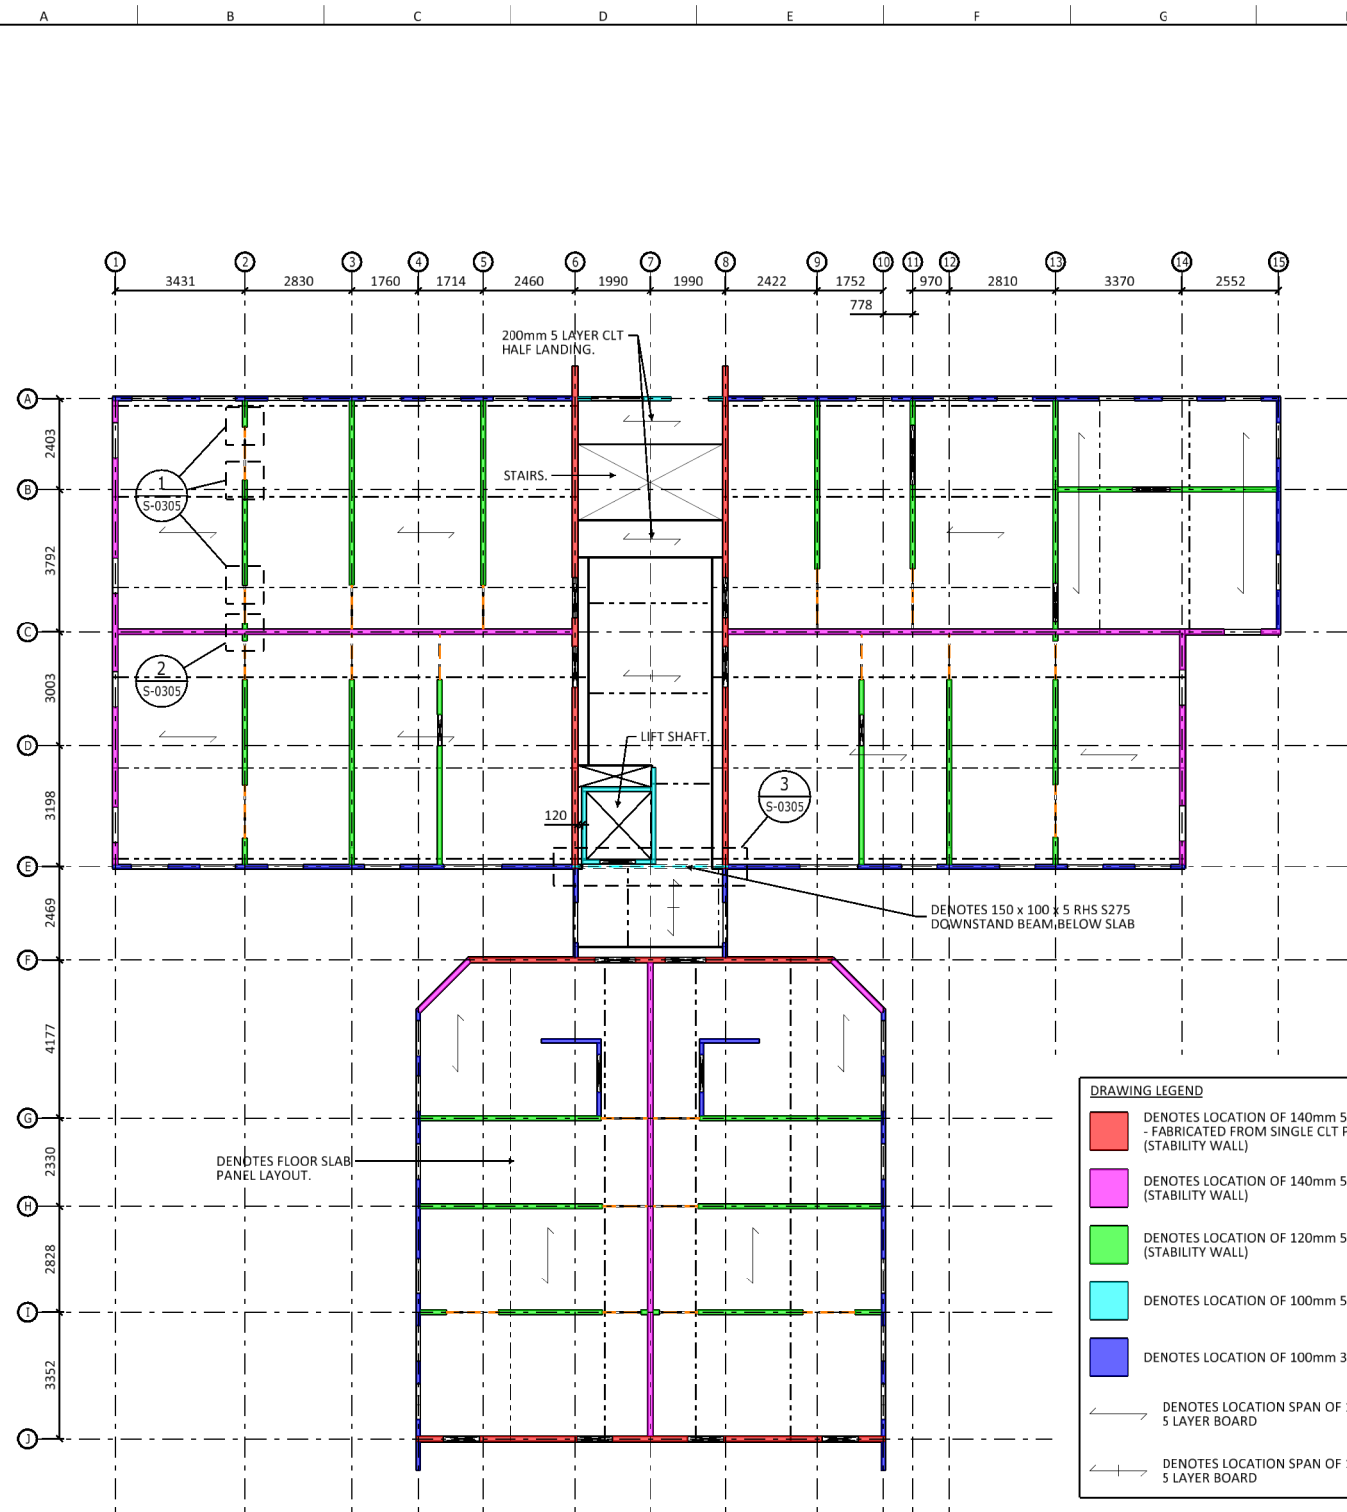 A B C D E F G
1 2 3 4 5 6 7 8 9 10 11 12 13 14 15
3431 2830 1760 1714 2460 1990 1990 2422 1752 970 2810 3370 2552
778
200mm 5 LAYER CLT
HALF LANDING.
A
2403
STAIRS.
B
1
S-0305
3792
C
2
S-0305
3003
LIFT SHAFT.
D
3
S-0305
3198
120
E
2469
DENOTES 150 x 100 x 5 RHS S275
DOWNSTAND BEAM BELOW SLAB
F
4177
G
DENOTES FLOOR SLAB
PANEL LAYOUT.
2330
H
2828
I
3352
J
DRAWING LEGEND
DENOTES LOCATION OF 140mm 5
- FABRICATED FROM SINGLE CLT
(STABILITY WALL)
DENOTES LOCATION OF 140mm 5
(STABILITY WALL)
DENOTES LOCATION OF 120mm 5
(STABILITY WALL)
DENOTES LOCATION OF 100mm 5
DENOTES LOCATION OF 100mm 3
DENOTES LOCATION SPAN OF
5 LAYER BOARD
DENOTES LOCATION SPAN OF
5 LAYER BOARD